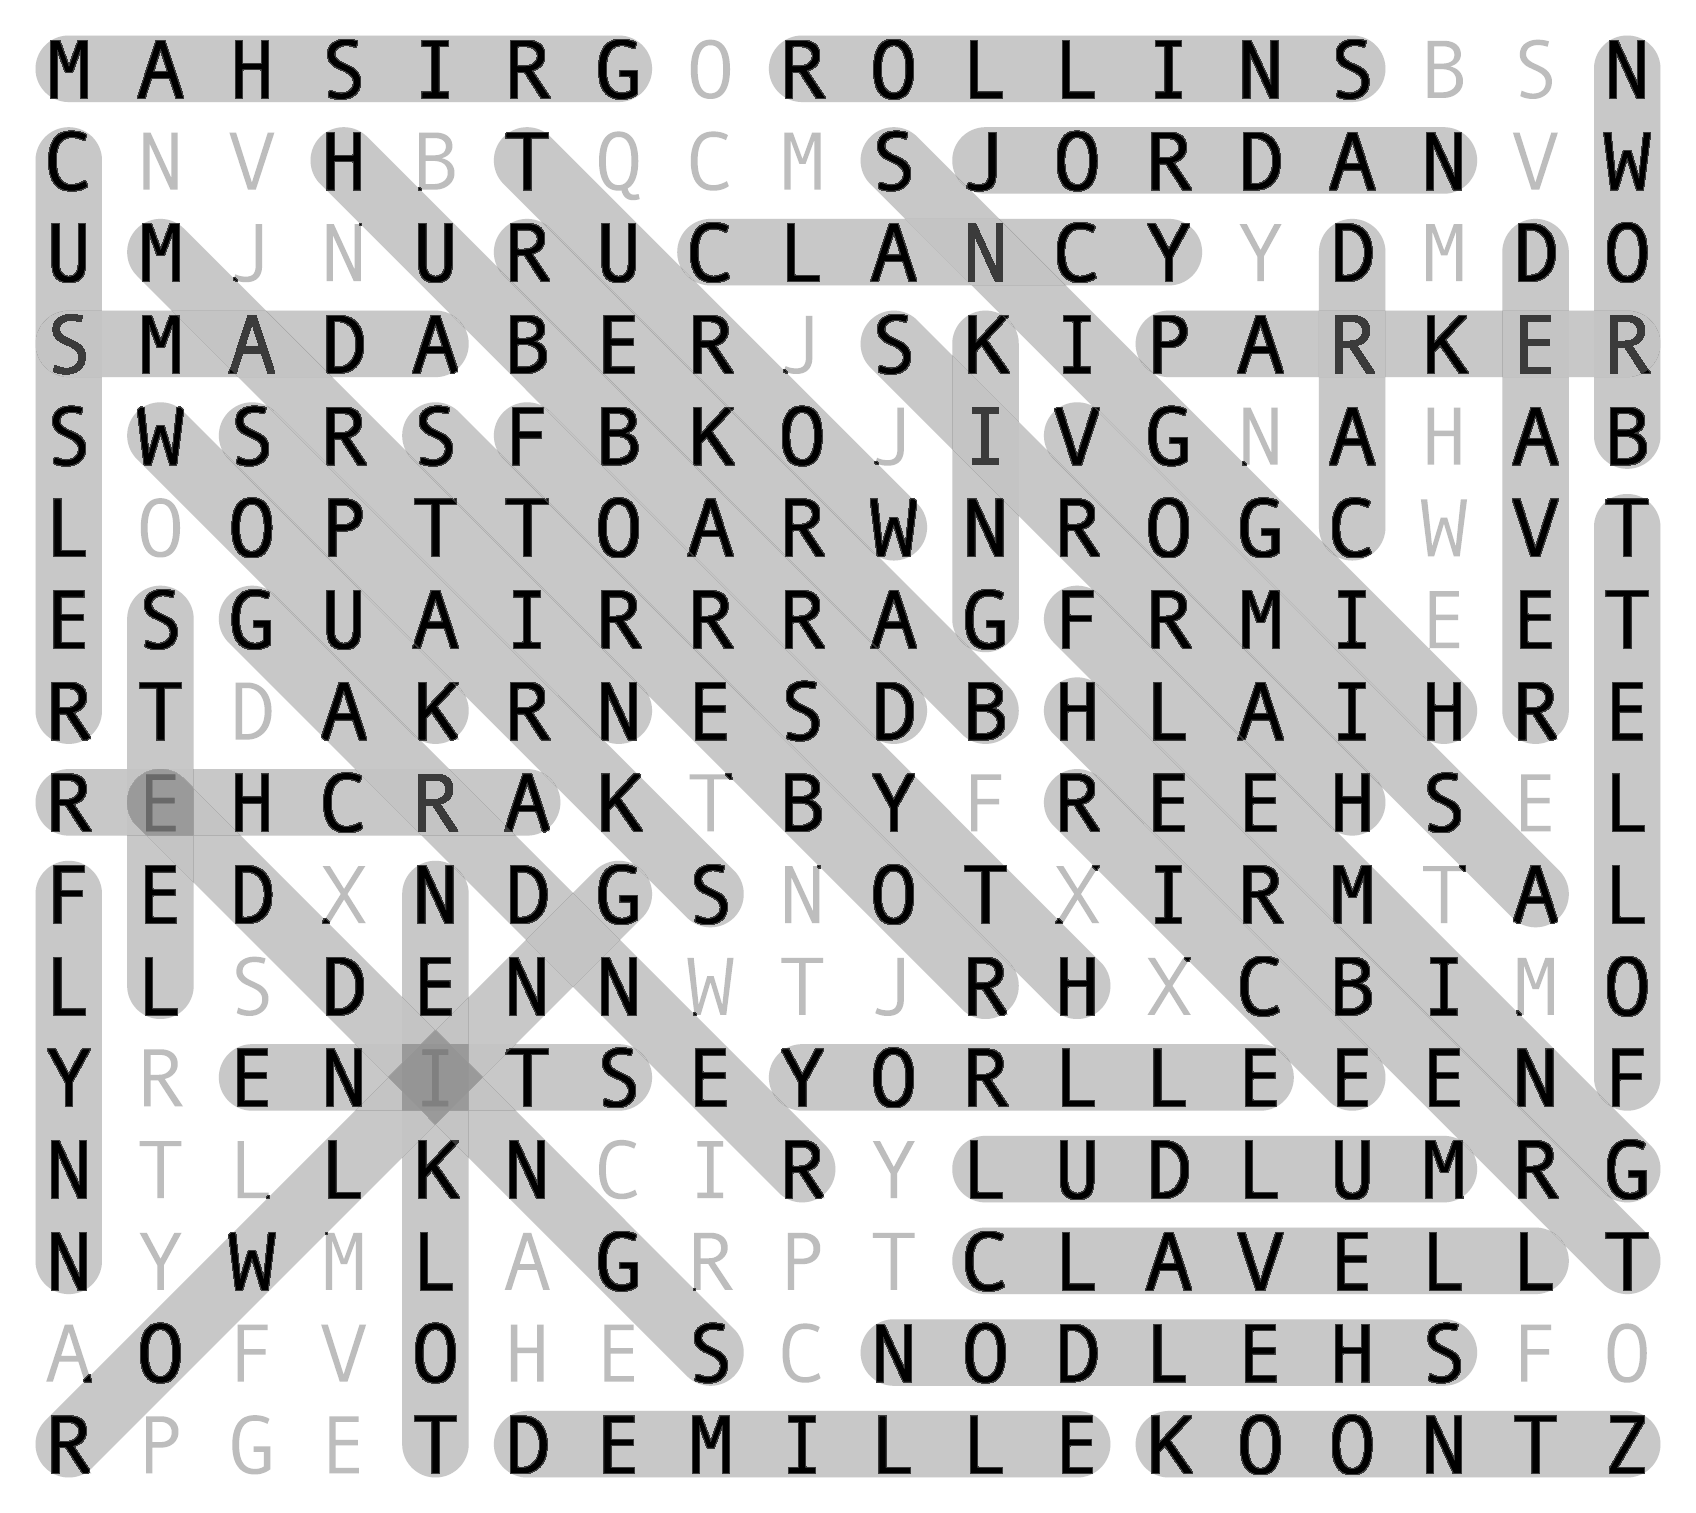 M A H S I R G O R O L L I N S B S N
C N V H B T Q C M S J O R D A N V W
U M J N U R U C L A N C Y Y D M D O
S M A D A B E R J S K I P A R K E R
S W S R S F B K O J I V G N A H A B
L O O P T T O A R W N R O G C W V T
E S G U A I R R R A G F R M I E E T
R T D A K R N E S D B H L A I H R E
R E H C R A K T B Y F R E E H S E L
F E D X N D G S N O T X I R M T A L
L L S D E N N W T J R H X C B I M O
Y R E N I T S E Y O R L L E E E N F
N T L L K N C I R Y L U D L U M R G
N Y W M L A G R P T C L A V E L L T
A O F V O H E S C N O D L E H S F O
R P G E T D E M I L L E K O O N T Z